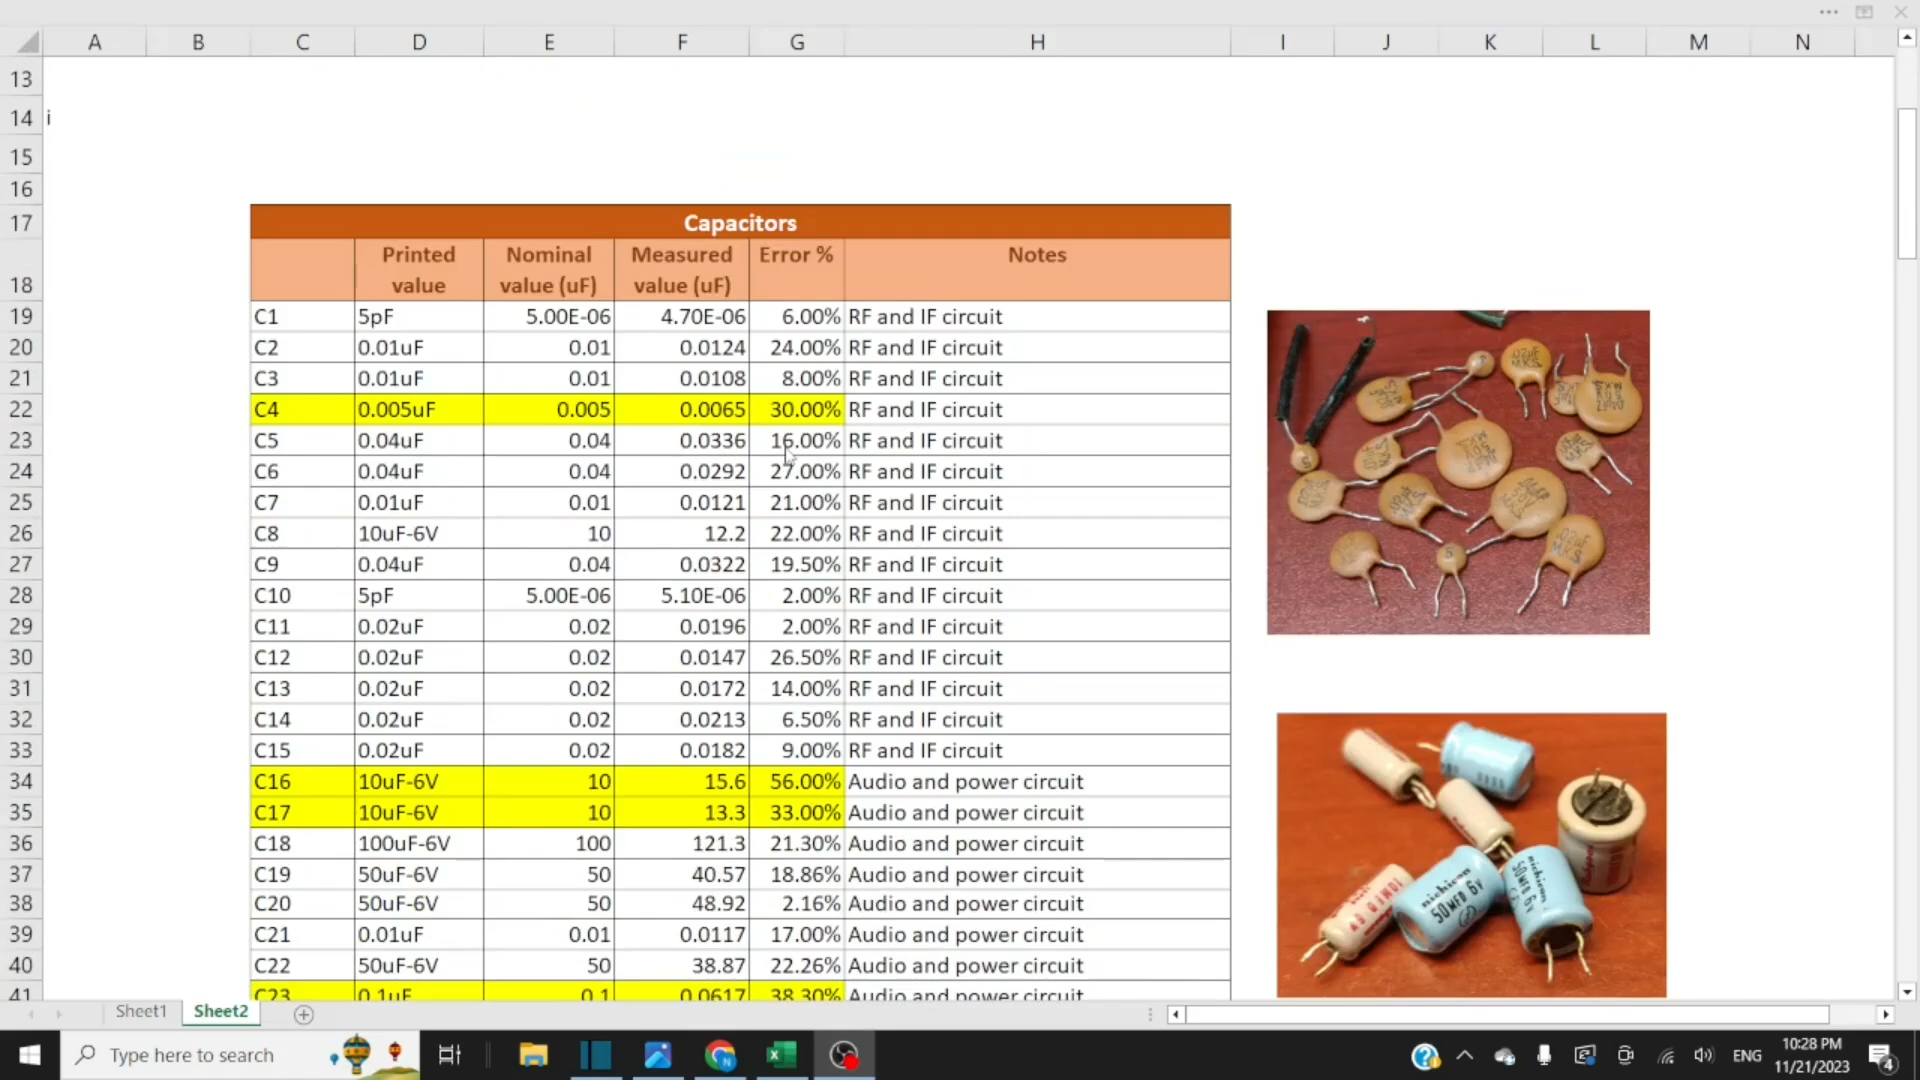 A B C D E F G H I J K L M N
13
14 i
15
16
17 Capacitors
18 Printed value Nominal value (uF) Measured value (uF) Error % Notes
19 C1 5pF 5.00E-06 4.70E-06 6.00% RF and IF circuit
20 C2 0.01uF 0.01 0.0124 24.00% RF and IF circuit
21 C3 0.01uF 0.01 0.0108 8.00% RF and IF circuit
22 C4 0.005uF 0.005 0.0065 30.00% RF and IF circuit
23 C5 0.04uF 0.04 0.0336 16.00% RF and IF circuit
24 C6 0.04uF 0.04 0.0292 27.00% RF and IF circuit
25 C7 0.01uF 0.01 0.0121 21.00% RF and IF circuit
26 C8 10uF-6V 10 12.2 22.00% RF and IF circuit
27 C9 0.04uF 0.04 0.0322 19.50% RF and IF circuit
28 C10 5pF 5.00E-06 5.10E-06 2.00% RF and IF circuit
29 C11 0.02uF 0.02 0.0196 2.00% RF and IF circuit
30 C12 0.02uF 0.02 0.0147 26.50% RF and IF circuit
31 C13 0.02uF 0.02 0.0172 14.00% RF and IF circuit
32 C14 0.02uF 0.02 0.0213 6.50% RF and IF circuit
33 C15 0.02uF 0.02 0.0182 9.00% RF and IF circuit
34 C16 10uF-6V 10 15.6 56.00% Audio and power circuit
35 C17 10uF-6V 10 13.3 33.00% Audio and power circuit
36 C18 100uF-6V 100 121.3 21.30% Audio and power circuit
37 C19 50uF-6V 50 40.57 18.86% Audio and power circuit
38 C20 50uF-6V 50 48.92 2.16% Audio and power circuit
39 C21 0.01uF 0.01 0.0117 17.00% Audio and power circuit
40 C22 50uF-6V 50 38.87 22.26% Audio and power circuit
41 C23 0.1uF 0.1 0.0617 38.30% Audio and power circuit
nichicon
50MFD 6V
nichicon
50MFD 6V
Sheet1 Sheet2
Type here to search
ENG
10:28 PM
11/21/2023
4